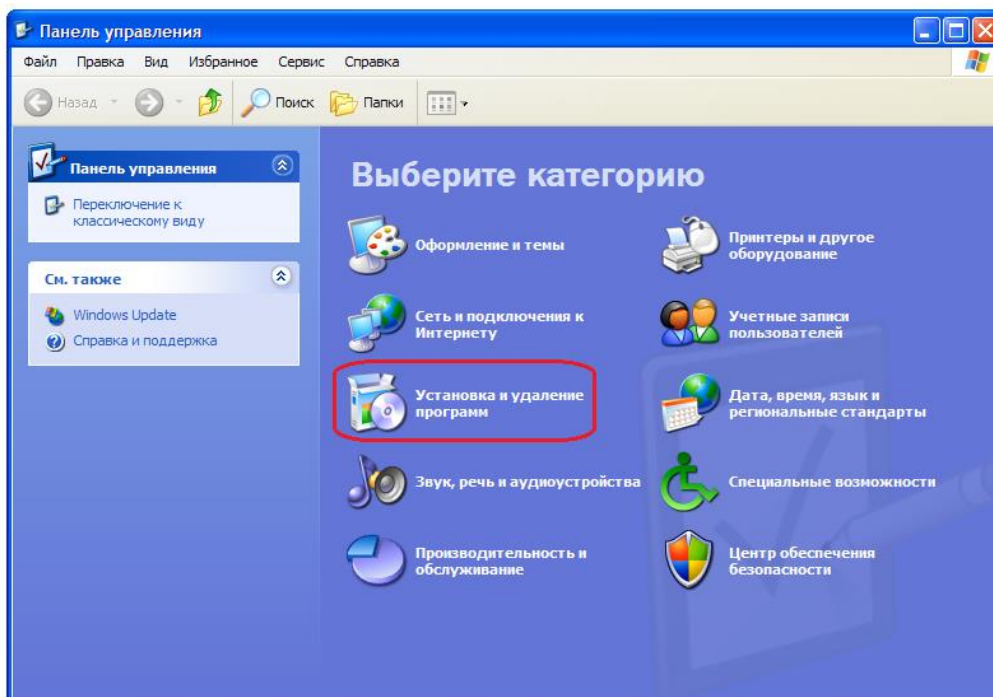 Панель управления
Файл Правка Вид Избранное Сервис Справка
Назад Поиск Папки
Панель управления
Переключение к
классическому виду
См. также
Windows Update
Справка и поддержка
Выберите категорию
Оформление и темы
Принтеры и другое
оборудование
Сеть и подключения к
Интернету
Учетные записи
пользователей
Установка и удаление
программ
Дата, время, язык и
региональные стандарты
Звук, речь и аудиоустройства
Специальные возможности
Производительность и
обслуживание
Центр обеспечения
безопасности